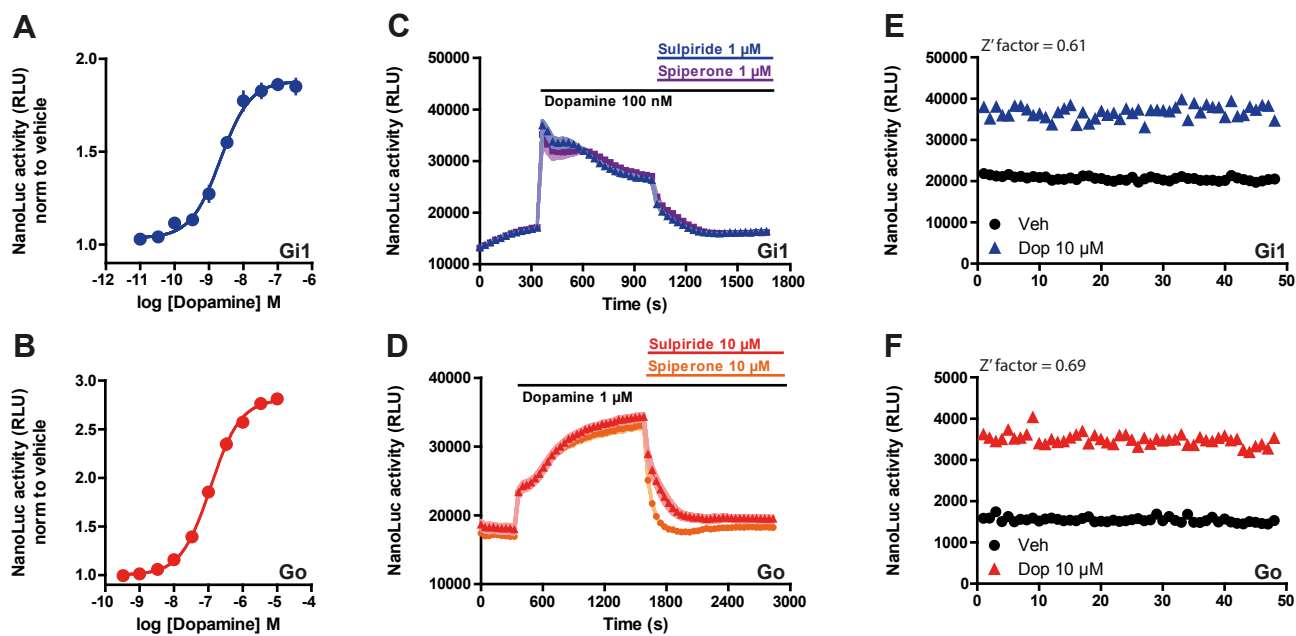 A
NanoLuc activity (RLU)
norm to vehicle
2.0
1.5
1.0
Gi1
-12 -11 -10 -9 -8 -7 -6 -5
log [Dopamine] M
C
Sulpiride 1 µM
Spiperone 1 µM
Dopamine 100 nM
NanoLuc activity (RLU)
50000
40000
30000
20000
10000
Gi1
0 300 600 900 1200 1500 1800
Time (s)
E
Z' factor = 0.61
NanoLuc activity (RLU)
50000
40000
30000
20000
10000
0
Veh
Dop 10 µM
Gi1
0 10 20 30 40 50
B
NanoLuc activity (RLU)
norm to vehicle
3.0
2.5
2.0
1.5
1.0
Go
-10 -9 -8 -7 -6 -5 -4
log [Dopamine] M
D
Sulpiride 10 µM
Spiperone 10 µM
Dopamine 1 µM
NanoLuc activity (RLU)
40000
30000
20000
10000
Go
0 600 1200 1800 2400 3000
Time (s)
F
Z' factor = 0.69
NanoLuc activity (RLU)
5000
4000
3000
2000
1000
0
Veh
Dop 10 µM
Go
0 10 20 30 40 50